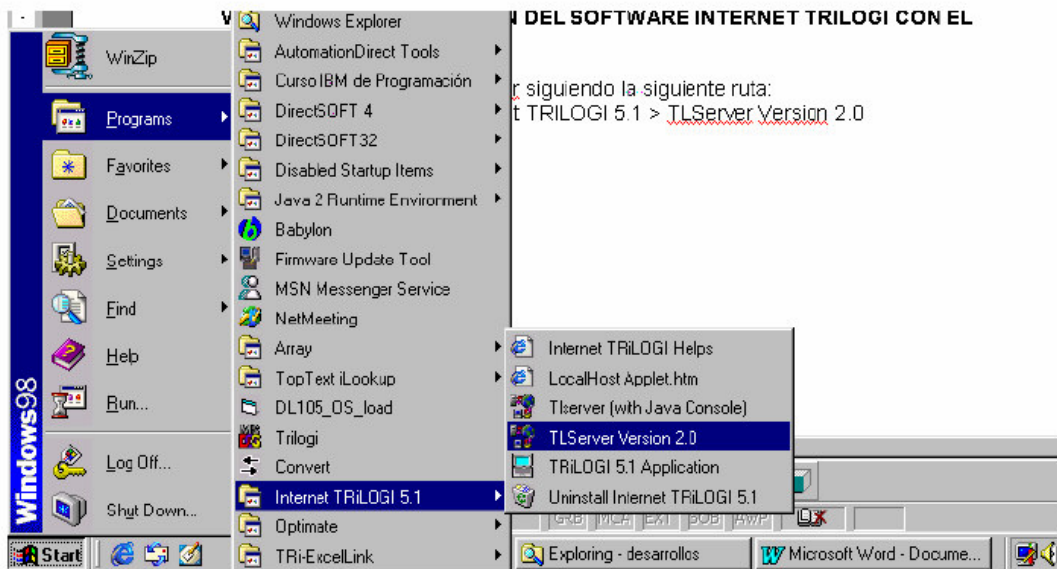 N DEL SOFTWARE INTERNET TRILOGI CON EL
r siguiendo la siguiente ruta:
t TRILOGI 5.1 > TLServer Version 2.0
WinZip
Programs
Favorites
Documents
Settings
Find
Help
Run...
Log Off...
Shut Down...
Windows98
Windows Explorer
AutomationDirect Tools
Curso IBM de Programación
DirectSOFT 4
DirectSOFT32
Disabled Startup Items
Java 2 Runtime Environment
Babylon
Firmware Update Tool
MSN Messenger Service
NetMeeting
Array
TopText iLookup
DL105_OS_load
Trilogi
Convert
Internet TRiLOGI 5.1
Optimate
TRi-ExcelLink
Internet TRiLOGI Helps
LocalHost Applet.htm
Tlserver (with Java Console)
TLServer Version 2.0
TRiLOGI 5.1 Application
Uninstall Internet TRiLOGI 5.1
GRB MCA EXT SOB
Start
Exploring - desarrollos
Microsoft Word - Docume...